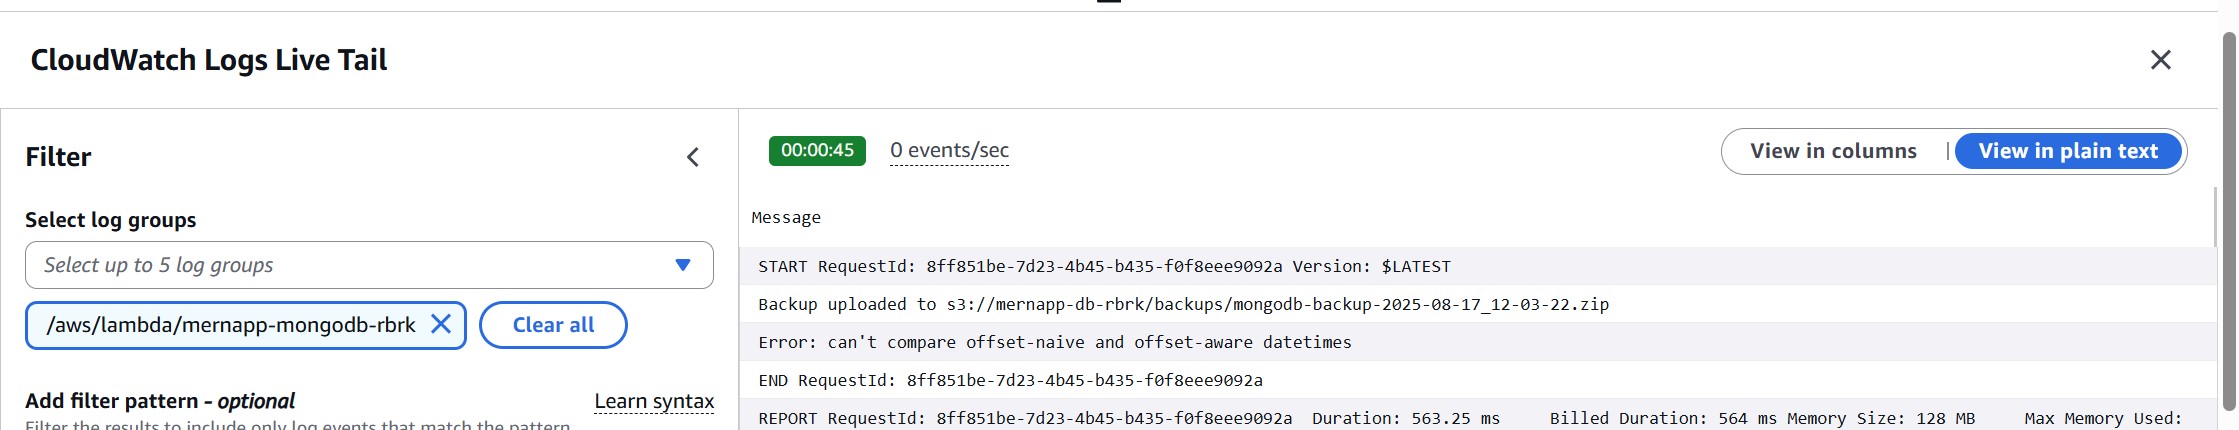 CloudWatch Logs Live Tail
Filter
Select log groups
Select up to 5 log groups
/aws/lambda/mernapp-mongodb-rbrk
Clear all
Add filter pattern - optional
Learn syntax
Filter the results to include only log events that match the pattern.
00:00:45
0 events/sec
View in columns | View in plain text
Message
START RequestId: 8ff851be-7d23-4b45-b435-f0f8eee9092a Version: $LATEST
Backup uploaded to s3://mernapp-db-rbrk/backups/mongodb-backup-2025-08-17_12-03-22.zip
Error: can't compare offset-naive and offset-aware datetimes
END RequestId: 8ff851be-7d23-4b45-b435-f0f8eee9092a
REPORT RequestId: 8ff851be-7d23-4b45-b435-f0f8eee9092a Duration: 563.25 ms Billed Duration: 564 ms Memory Size: 128 MB Max Memory Used: